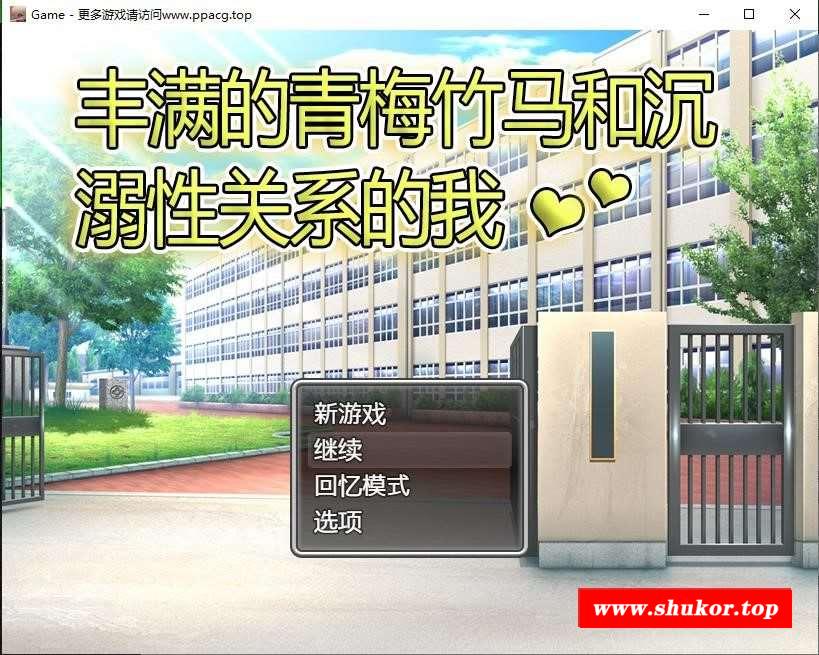 Game - 更多游戏请访问www.ppacg.top
丰满的青梅竹马和沉
溺性关系的我
新游戏
继续
回忆模式
选项
www.shukor.top